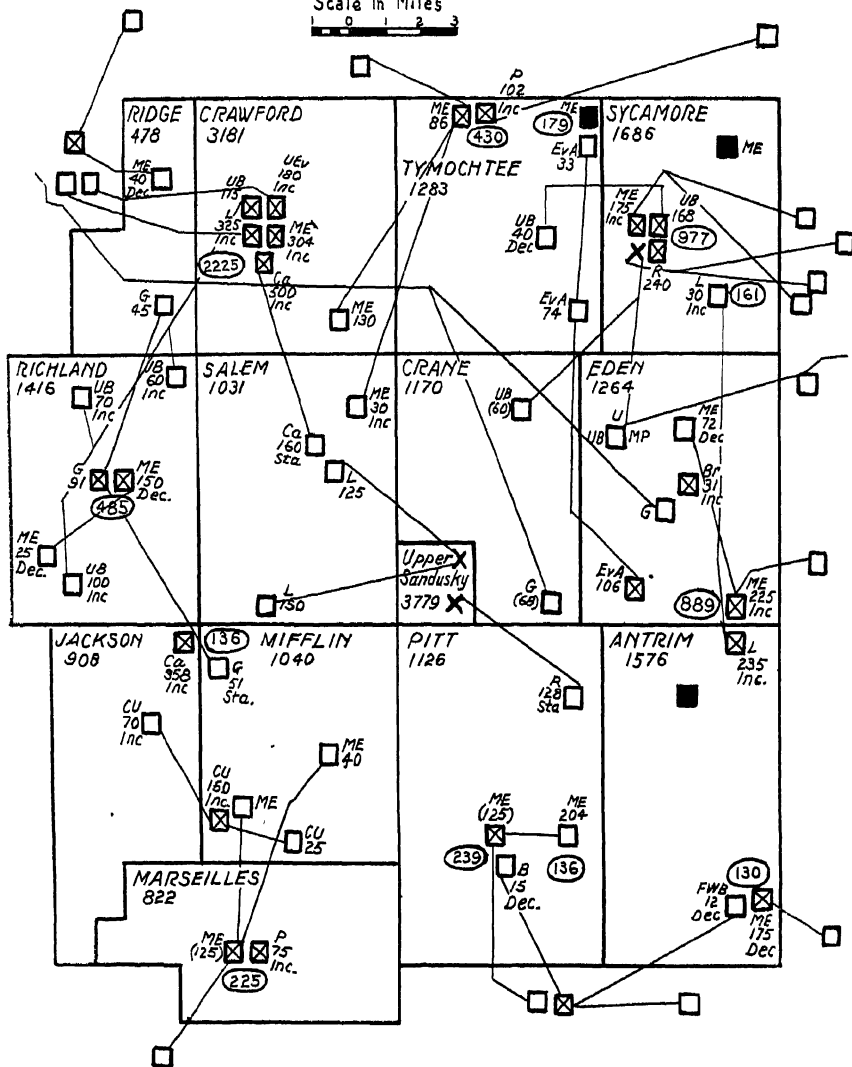 Scale in Miles
1 0 1 2 3
P
102
Inc
ME
86
430
179
ME
EvA
33
RIDGE
478
CRAWFORD
3181
TYMOCHTEE
1283
SYCAMORE
1686
ME
ME
40
Dec
UB
115
UEv
180
Inc
L
325
Inc
ME
304
Inc
2225
Ca
500
Inc
UB
40
Dec
ME
175
Inc
UB
168
977
R
240
L
30
Inc
161
G
45
ME
130
EvA
74
RICHLAND
1416
UB
60
Inc
SALEM
1031
CRANE
1170
EDEN
1264
UB
70
Inc
ME
30
Inc
UB
(60)
U
UB MP
ME
72
Dec
Ca
160
Sta
L
125
G
91
ME
150
Dec.
485
Br
31
Inc
G
ME
25
Dec.
UB
100
Inc
L
150
Upper
Sandusky
3779
G
(68)
EvA
106
889
ME
225
Inc
JACKSON
908
136
MIFFLIN
1040
PITT
1126
ANTRIM
1576
Ca
358
Inc
G
51
Sta.
R
128
Sta
L
235
Inc.
CU
70
Inc
ME
40
CU
160
Inc.
ME
CU
25
ME
(125)
ME
204
239
B
15
Dec.
136
MARSEILLES
822
130
FWB
12
Dec
ME
175
Dec
ME
(125)
P
75
Inc.
225